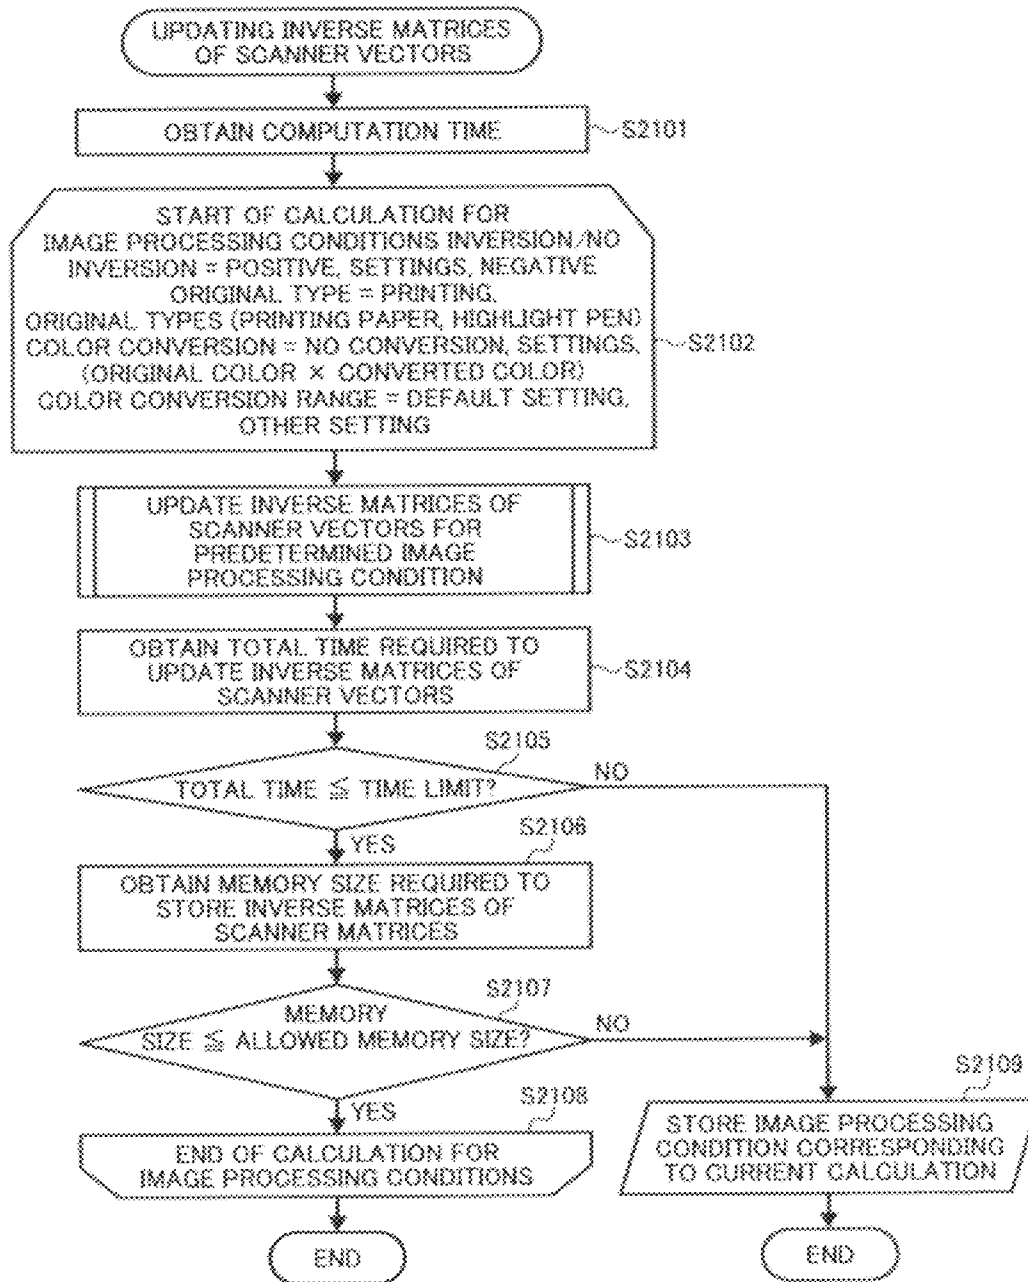 UPDATING INVERSE MATRICES
OF SCANNER VECTORS
OBTAIN COMPUTATION TIME
S2101
START OF CALCULATION FOR
IMAGE PROCESSING CONDITIONS INVERSION/NO
INVERSION = POSITIVE, SETTINGS, NEGATIVE
ORIGINAL TYPE = PRINTING,
ORIGINAL TYPES (PRINTING PAPER, HIGHLIGHT PEN)
COLOR CONVERSION = NO CONVERSION, SETTINGS,
(ORIGINAL COLOR × CONVERTED COLOR)
COLOR CONVERSION RANGE = DEFAULT SETTING,
OTHER SETTING
S2102
UPDATE INVERSE MATRICES OF
SCANNER VECTORS FOR
PREDETERMINED IMAGE
PROCESSING CONDITION
S2103
OBTAIN TOTAL TIME REQUIRED TO
UPDATE INVERSE MATRICES OF
SCANNER VECTORS
S2104
S2105
TOTAL TIME ≦ TIME LIMIT?
NO
YES
S2106
OBTAIN MEMORY SIZE REQUIRED TO
STORE INVERSE MATRICES OF
SCANNER MATRICES
S2107
MEMORY
SIZE ≦ ALLOWED MEMORY SIZE?
NO
YES
S2108
END OF CALCULATION FOR
IMAGE PROCESSING CONDITIONS
END
S2109
STORE IMAGE PROCESSING
CONDITION CORRESPONDING
TO CURRENT CALCULATION
END